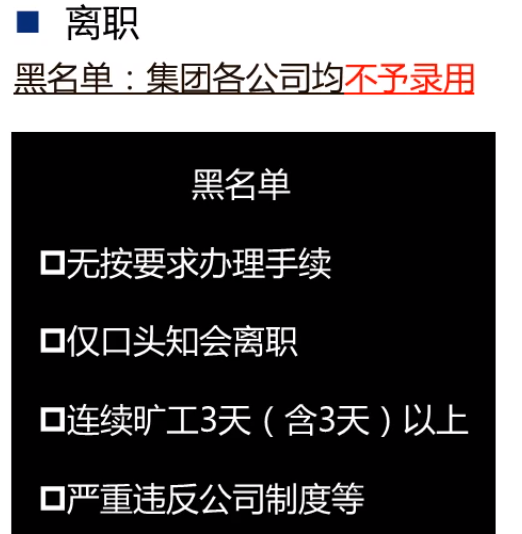 离职
黑名单：集团各公司均不予录用
黑名单
无按要求办理手续
仅口头知会离职
连续旷工3天（含3天）以上
严重违反公司制度等